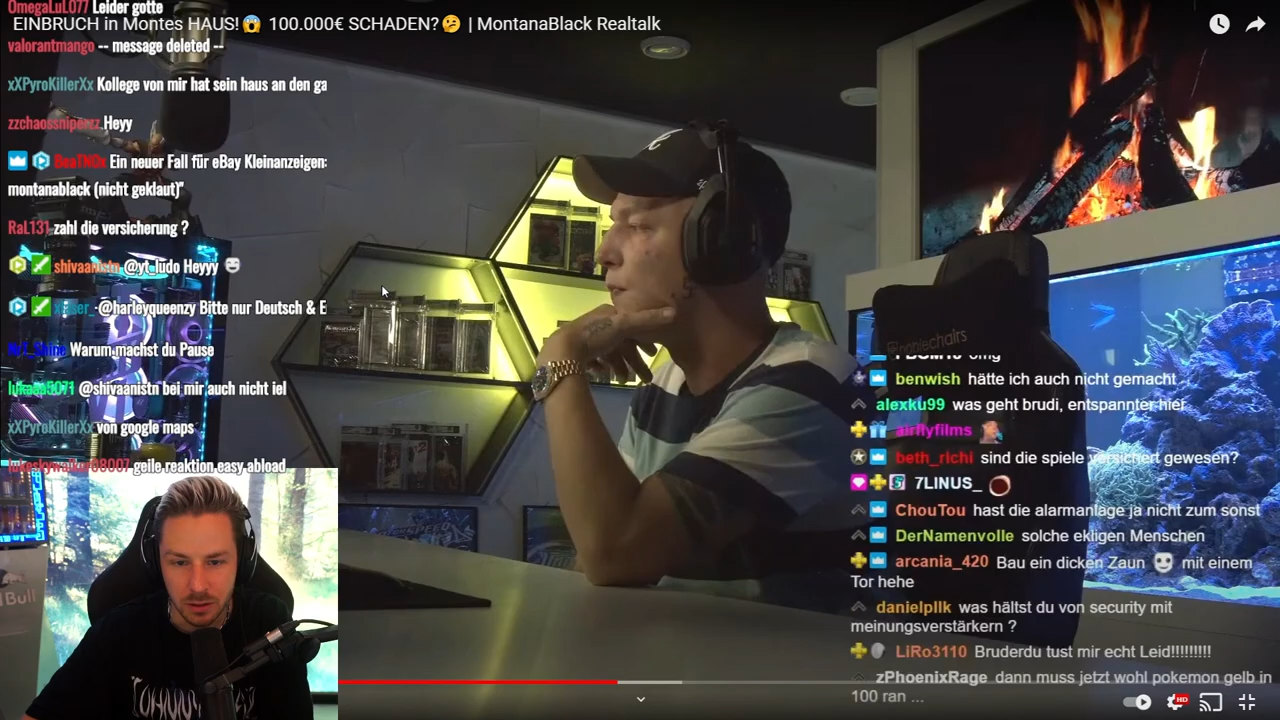 OmegaLuL077 Leider gotte
EINBRUCH in Montes HAUS!😱 100.000€ SCHADEN?🤔 | MontanaBlack Realtalk
valorantmango -- message deleted --
xXPyroKillerXx Kollege von mir hat sein haus an den ga
zzchaossniperzz Heyy
BeaTNOx Ein neuer Fall für eBay Kleinanzeigen:
montanablack (nicht geklaut)"
RaL131 zahl die versicherung ?
shivaanistn @yt_ludo Heyyy
@harleyqueenzy Bitte nur Deutsch & E
Warum machst du Pause
@shivaanistn bei mir auch nicht iel
xXPyroKillerXx von google maps
lukeskywalker08007 geile reaktion easy abload
noblechairs
omg
benwish hätte ich auch nicht gemacht
alexku99 was geht brudi, entspannter hier
airflyfilms
beth_richi sind die spiele versichert gewesen?
7LINUS_
ChouTou hast die alarmanlage ja nicht zum sonst
DerNamenvolle solche ekligen Menschen
arcania_420 Bau ein dicken Zaun mit einem
Tor hehe
danielpllk was hältst du von security mit
meinungsverstärkern ?
LiRo3110 Bruderdu tust mir echt Leid!!!!!!!!!
zPhoenixRage dann muss jetzt wohl pokemon gelb in
100 ran ...
HD
Bull